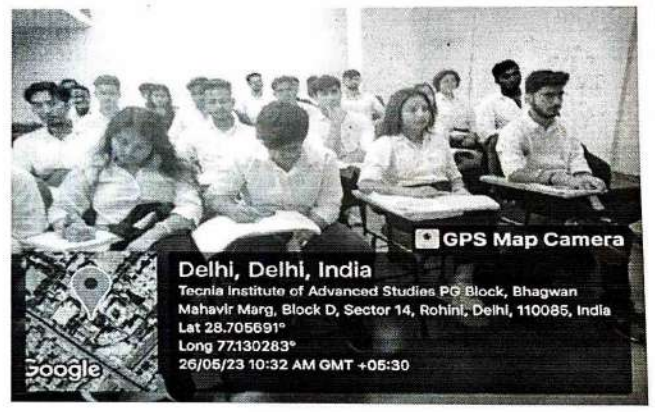 GPS Map Camera
Delhi, Delhi, India
Tecnia Institute of Advanced Studies PG Block, Bhagwan
Mahavir Marg, Block D, Sector 14, Rohini, Delhi, 110085, India
Lat 28.705691°
Long 77.130283°
26/05/23 10:32 AM GMT +05:30
Google